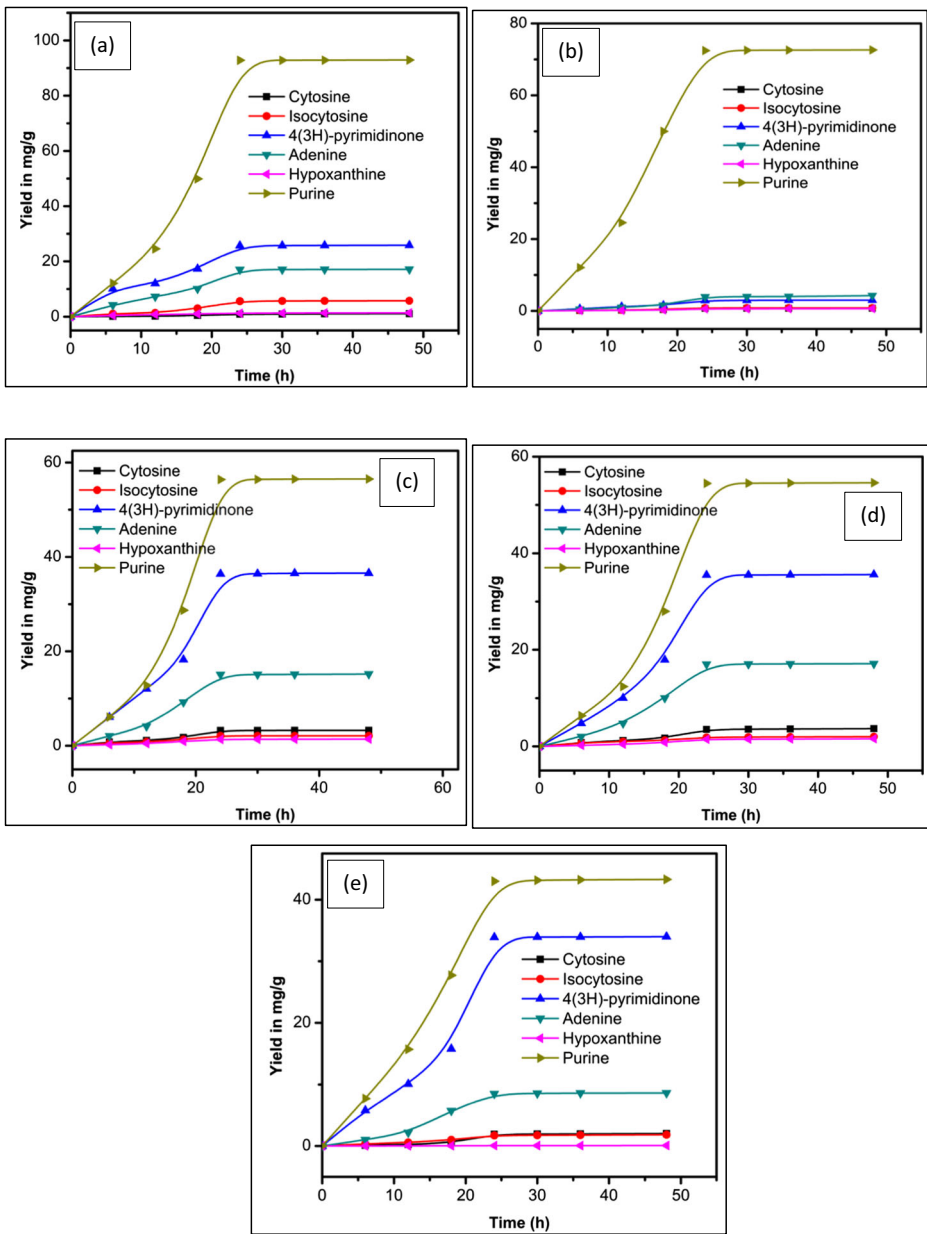 (a)
Yield in mg/g
100
80
60
40
20
0
Cytosine
Isocytosine
4(3H)-pyrimidinone
Adenine
Hypoxanthine
Purine
0 10 20 30 40 50
Time (h)
(b)
Yield in mg/g
80
60
40
20
0
Cytosine
Isocytosine
4(3H)-pyrimidinone
Adenine
Hypoxanthine
Purine
0 10 20 30 40 50
Time (h)
(c)
Yield in mg/g
60
40
20
0
Cytosine
Isocytosine
4(3H)-pyrimidinone
Adenine
Hypoxanthine
Purine
0 20 40 60
Time (h)
(d)
Yield in mg/g
60
40
20
0
Cytosine
Isocytosine
4(3H)-pyrimidinone
Adenine
Hypoxanthine
Purine
0 10 20 30 40 50
Time (h)
(e)
Yield in mg/g
40
20
0
Cytosine
Isocytosine
4(3H)-pyrimidinone
Adenine
Hypoxanthine
Purine
0 10 20 30 40 50
Time (h)